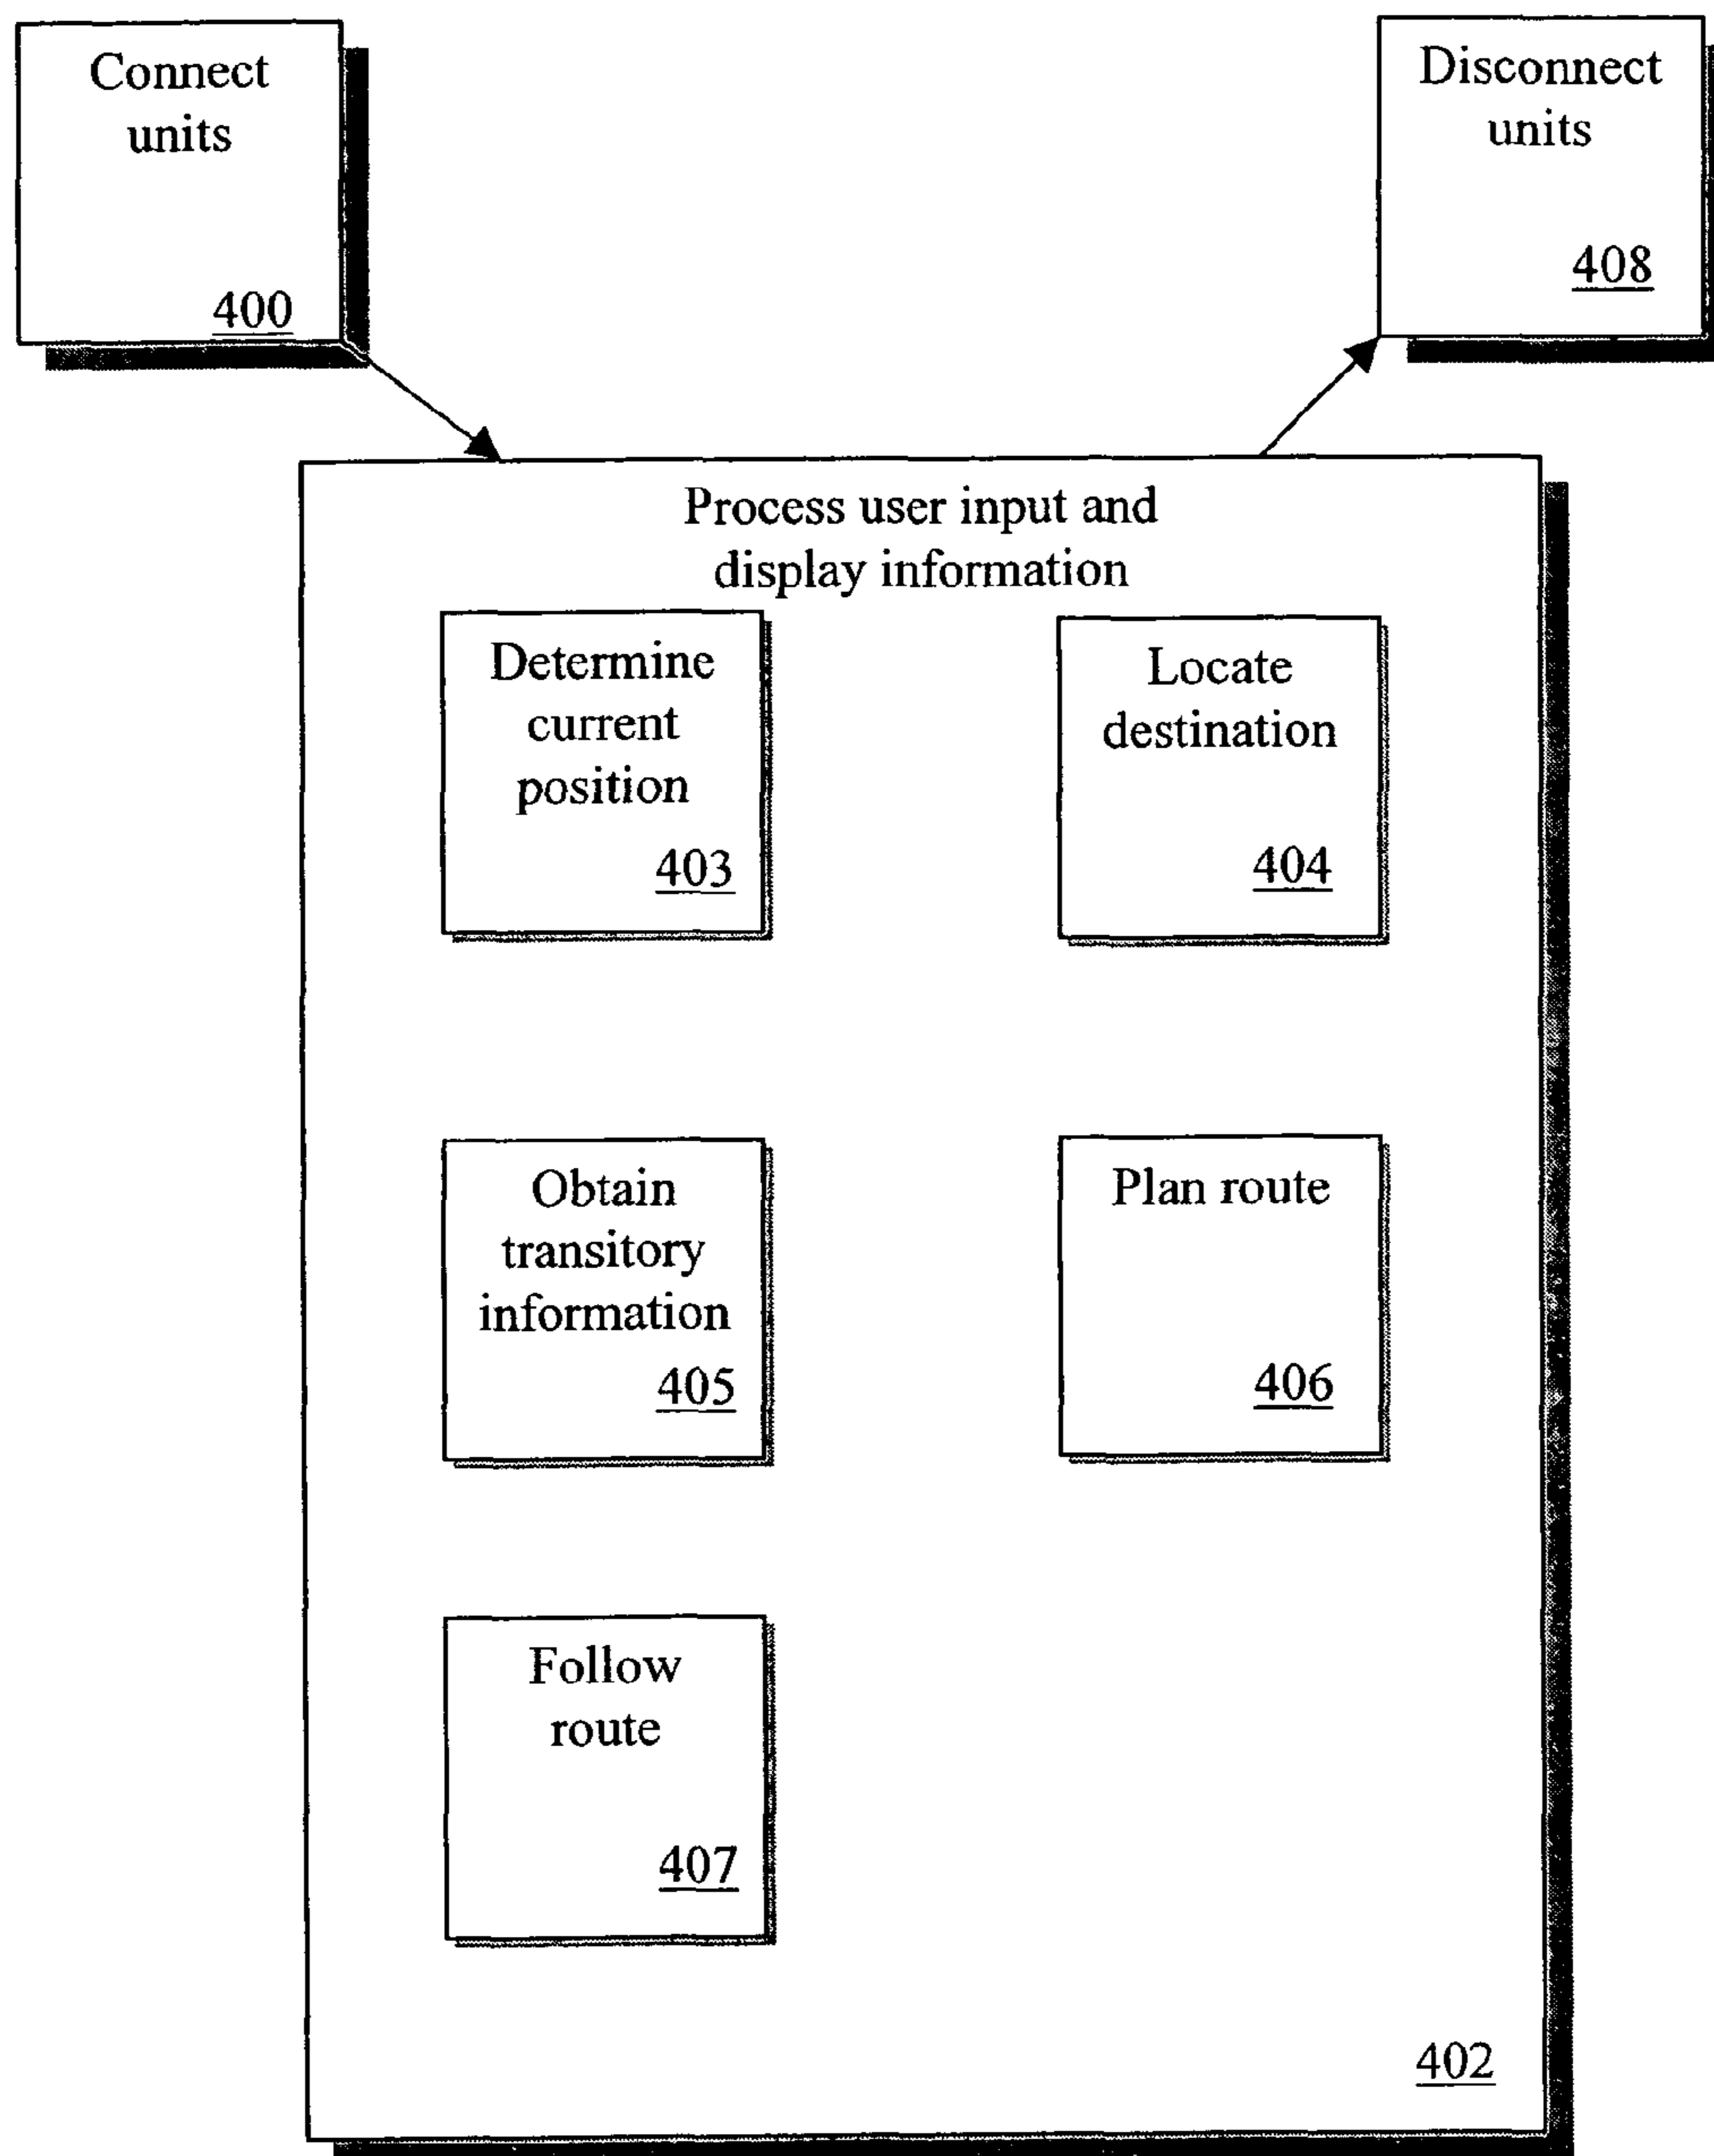 Connect
units
400
Disconnect
units
408
Process user input and
display information
Determine
current
position
403
Locate
destination
404
Obtain
transitory
information
405
Plan route
406
Follow
route
407
402